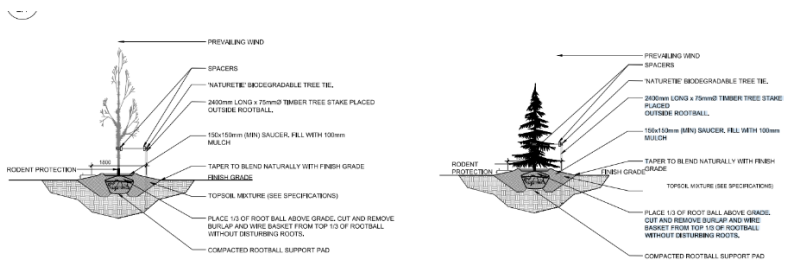 PREVAILING WIND
SPACERS
'NATURETIE' BIODEGRADABLE TREE TIE.
2400mm LONG x 75mmØ TIMBER TREE STAKE PLACED
OUTSIDE ROOTBALL.
150x150mm (MIN) SAUCER. FILL WITH 100mm
MULCH
1800
RODENT PROTECTION
TAPER TO BLEND NATURALLY WITH FINISH GRADE
FINISH GRADE
TOPSOIL MIXTURE (SEE SPECIFICATIONS)
PLACE 1/3 OF ROOT BALL ABOVE GRADE. CUT AND REMOVE
BURLAP AND WIRE BASKET FROM TOP 1/3 OF ROOTBALL
WITHOUT DISTURBING ROOTS.
COMPACTED ROOTBALL SUPPORT PAD
PREVAILING WIND
SPACERS
'NATURETIE' BIODEGRADABLE TREE TIE.
2400mm LONG x 75mmØ TIMBER TREE STAKE
PLACED
OUTSIDE ROOTBALL.
150x150mm (MIN) SAUCER. FILL WITH 100mm
MULCH
RODENT
PROTECTION
TAPER TO BLEND NATURALLY WITH FINISH
GRADE
FINISH GRADE
TOPSOIL MIXTURE (SEE SPECIFICATIONS)
PLACE 1/3 OF ROOT BALL ABOVE GRADE.
CUT AND REMOVE BURLAP AND WIRE
BASKET FROM TOP 1/3 OF ROOTBALL
WITHOUT DISTURBING ROOTS.
COMPACTED ROOTBALL SUPPORT PAD